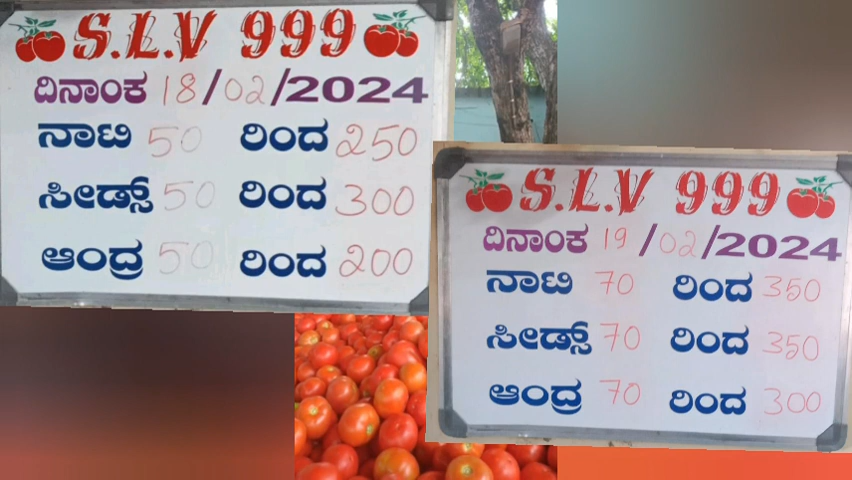 S.L.V 999
ದಿನಾಂಕ 18/02/2024
ನಾಟಿ 50 ರಿಂದ 250
ಸೀಡ್ಸ್ 50 ರಿಂದ 300
ಆಂದ್ರ 50 ರಿಂದ 200
S.L.V 999
ದಿನಾಂಕ 19/02/2024
ನಾಟಿ 70 ರಿಂದ 350
ಸೀಡ್ಸ್ 70 ರಿಂದ 350
ಆಂದ್ರ 70 ರಿಂದ 300